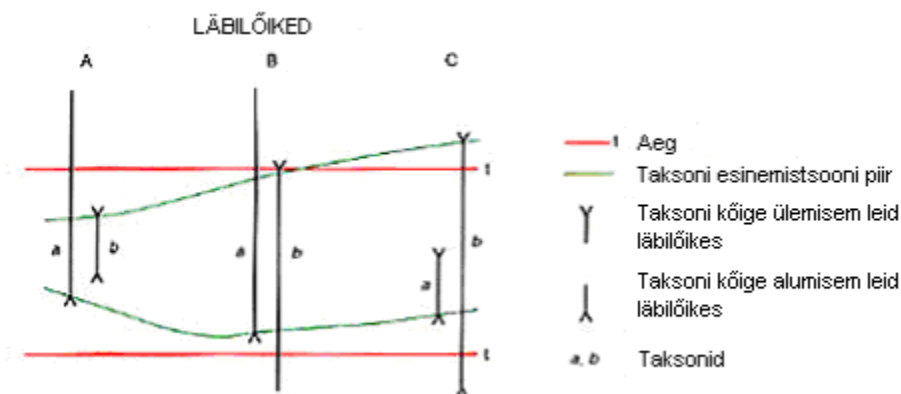 LÄBILÕIKED
A B C
a b a b a b
t
t
t Aeg
Taksoni esinemistsooni piir
Taksoni kõige ülemisem leid
läbilõikes
Taksoni kõige alumisem leid
läbilõikes
a, b Taksonid